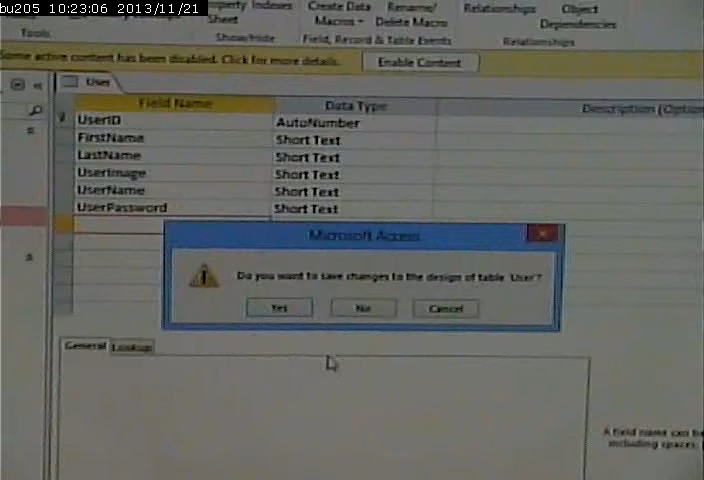 bu205 10:23:06 2013/11/21
Property Indexes
Sheet
Create Data
Macros
Rename/
Delete Macro
Relationships
Object
Dependencies
Tools
Show/Hide
Field, Record & Table Events
Relationships
Some active content has been disabled. Click for more details.
Enable Content
User
Field Name
Data Type
Description (Option
UserID
AutoNumber
FirstName
Short Text
LastName
Short Text
UserImage
Short Text
UserName
Short Text
UserPassword
Short Text
Microsoft Access
Do you want to save changes to the design of table 'User'?
Yes
No
Cancel
General
Lookup
A field name can be
including spaces.